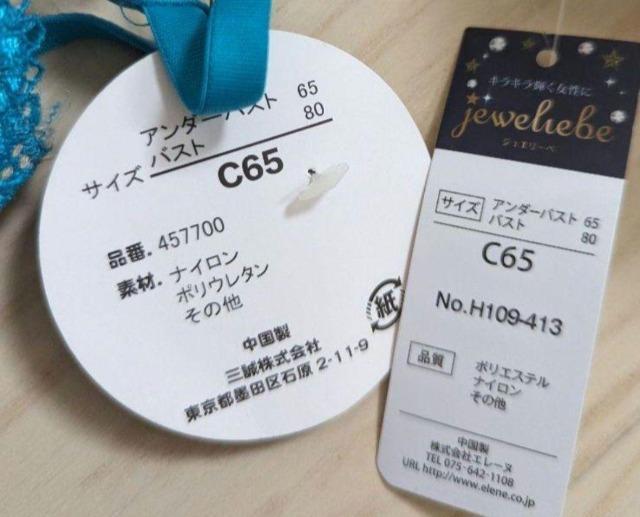 アンダーバスト 65
サイズ バスト 80
C65
品番. 457700
素材. ナイロン
ポリウレタン
その他
紙
中国製
三誠株式会社
東京都墨田区石原 2-11-9
キラキラ輝く女性に
jeweliebe
ジュエリーベ
サイズ アンダーバスト 65
バスト 80
C65
No.H109-413
品質 ポリエステル
ナイロン
その他
中国製
株式会社エレーヌ
TEL 075-642-1108
URL http://www.elene.co.jp